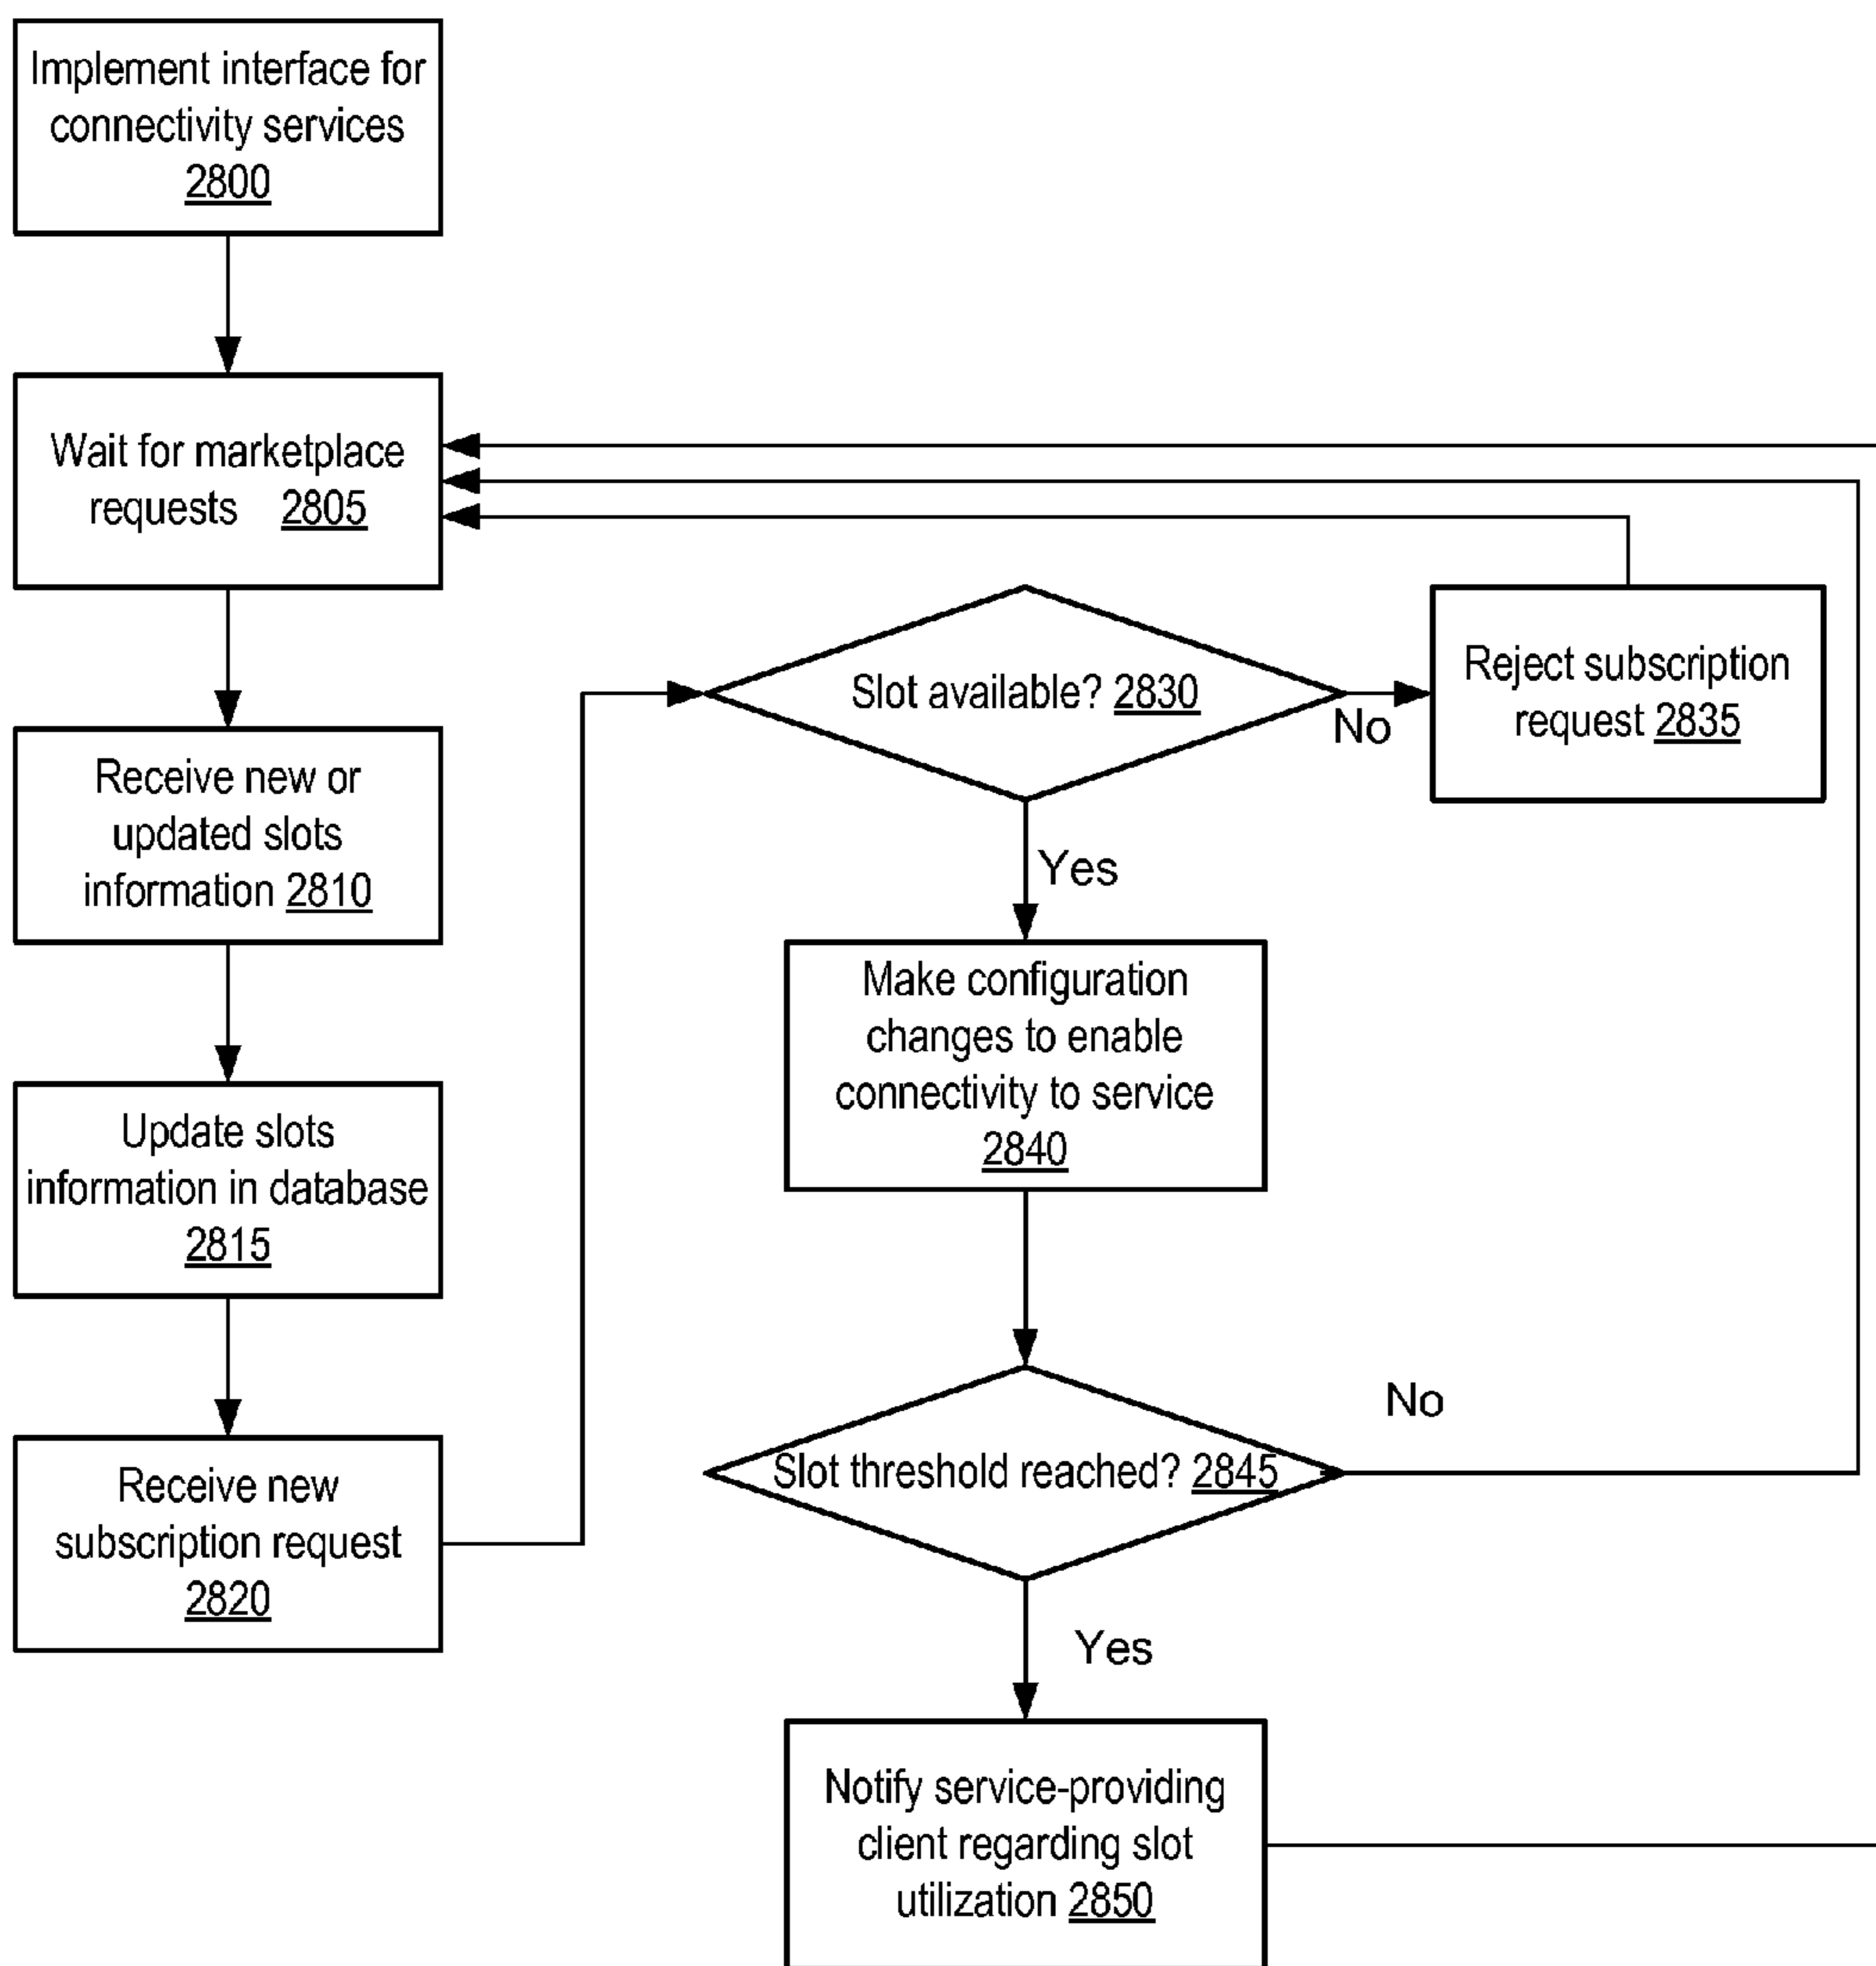 Implement interface for
connectivity services
2800
Wait for marketplace
requests 2805
Receive new or
updated slots
information 2810
Update slots
information in database
2815
Receive new
subscription request
2820
Slot available? 2830
No
Reject subscription
request 2835
Yes
Make configuration
changes to enable
connectivity to service
2840
Slot threshold reached? 2845
No
Yes
Notify service-providing
client regarding slot
utilization 2850